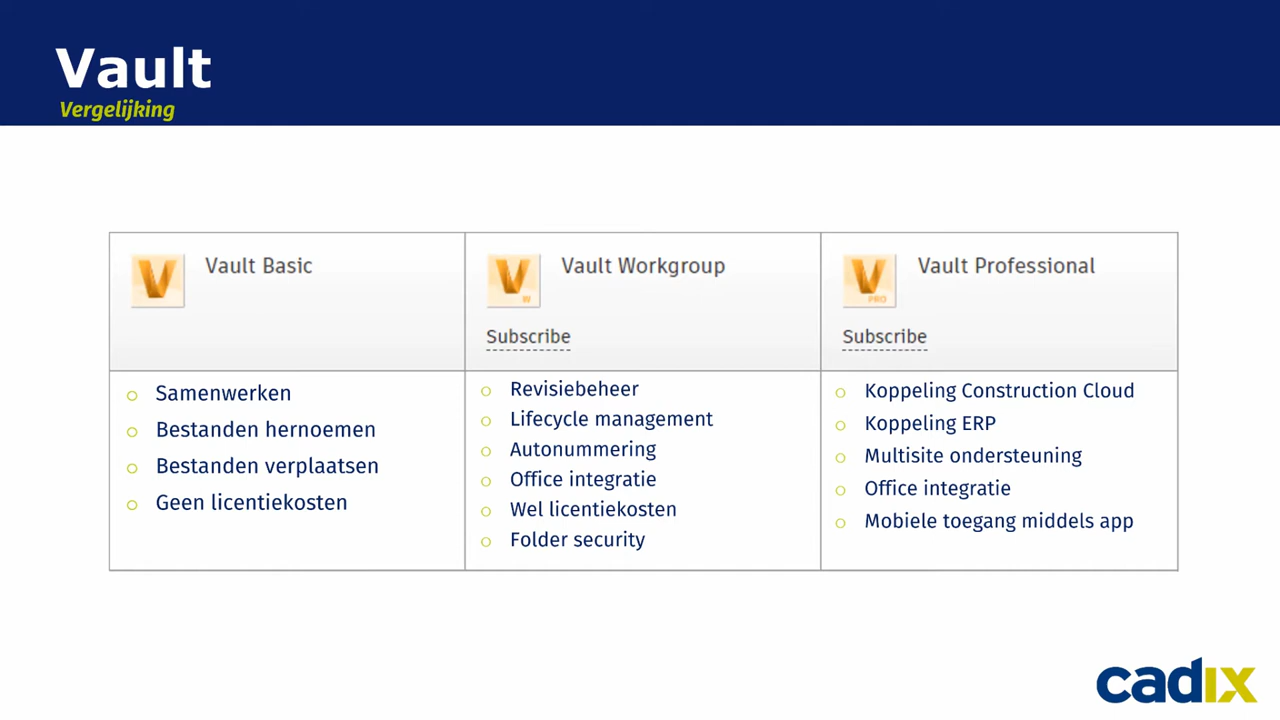 Vault
Vergelijking
Vault Basic
Samenwerken
Bestanden hernoemen
Bestanden verplaatsen
Geen licentiekosten
W
Vault Workgroup
Subscribe
Revisiebeheer
Lifecycle management
Autonummering
Office integratie
Wel licentiekosten
Folder security
PRO
Vault Professional
Subscribe
Koppeling Construction Cloud
Koppeling ERP
Multisite ondersteuning
Office integratie
Mobiele toegang middels app
cadix